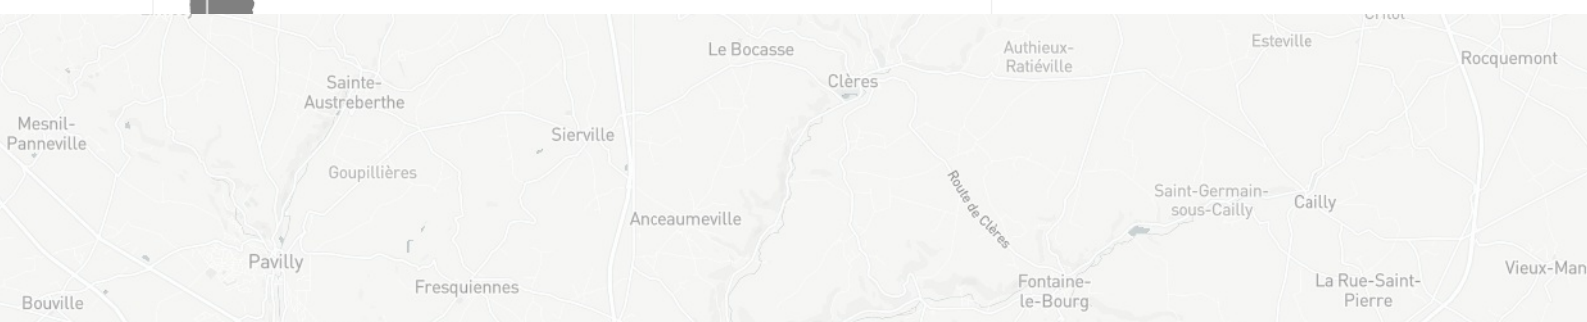 Le Bocasse
Authieux-
Ratiéville
Esteville
Rocquemont
Clères
Sainte-
Austreberthe
Mesnil-
Panneville
Sierville
Goupillières
Route de Clères
Saint-Germain-
sous-Cailly
Cailly
Anceaumeville
Pavilly
Vieux-Man
Fresquiennes
Fontaine-
le-Bourg
La Rue-Saint-
Pierre
Bouville